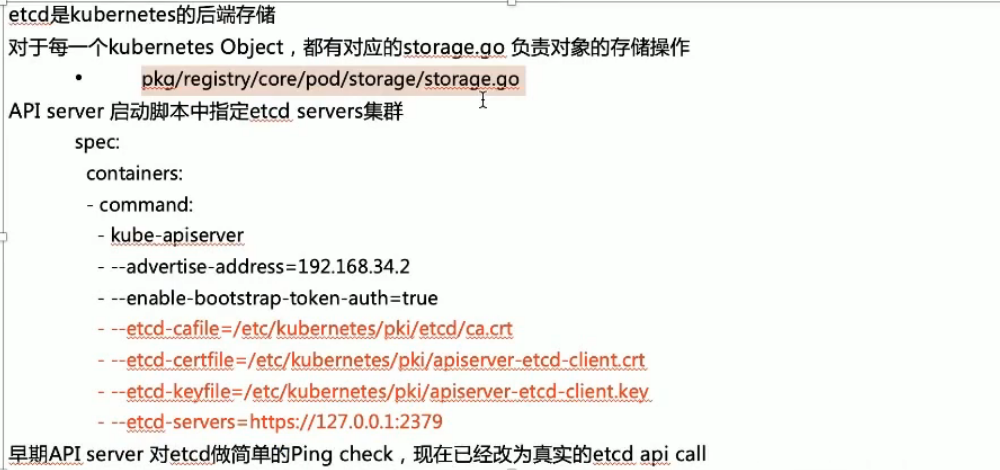 etcd是kubernetes的后端存储
对于每一个kubernetes Object，都有对应的storage.go 负责对象的存储操作
• pkg/registry/core/pod/storage/storage.go
API server 启动脚本中指定etcd servers集群
spec:
containers:
- command:
- kube-apiserver
- --advertise-address=192.168.34.2
- --enable-bootstrap-token-auth=true
- --etcd-cafile=/etc/kubernetes/pki/etcd/ca.crt
- --etcd-certfile=/etc/kubernetes/pki/apiserver-etcd-client.crt
- --etcd-keyfile=/etc/kubernetes/pki/apiserver-etcd-client.key
- --etcd-servers=https://127.0.0.1:2379
早期API server 对etcd做简单的Ping check，现在已经改为真实的etcd api call